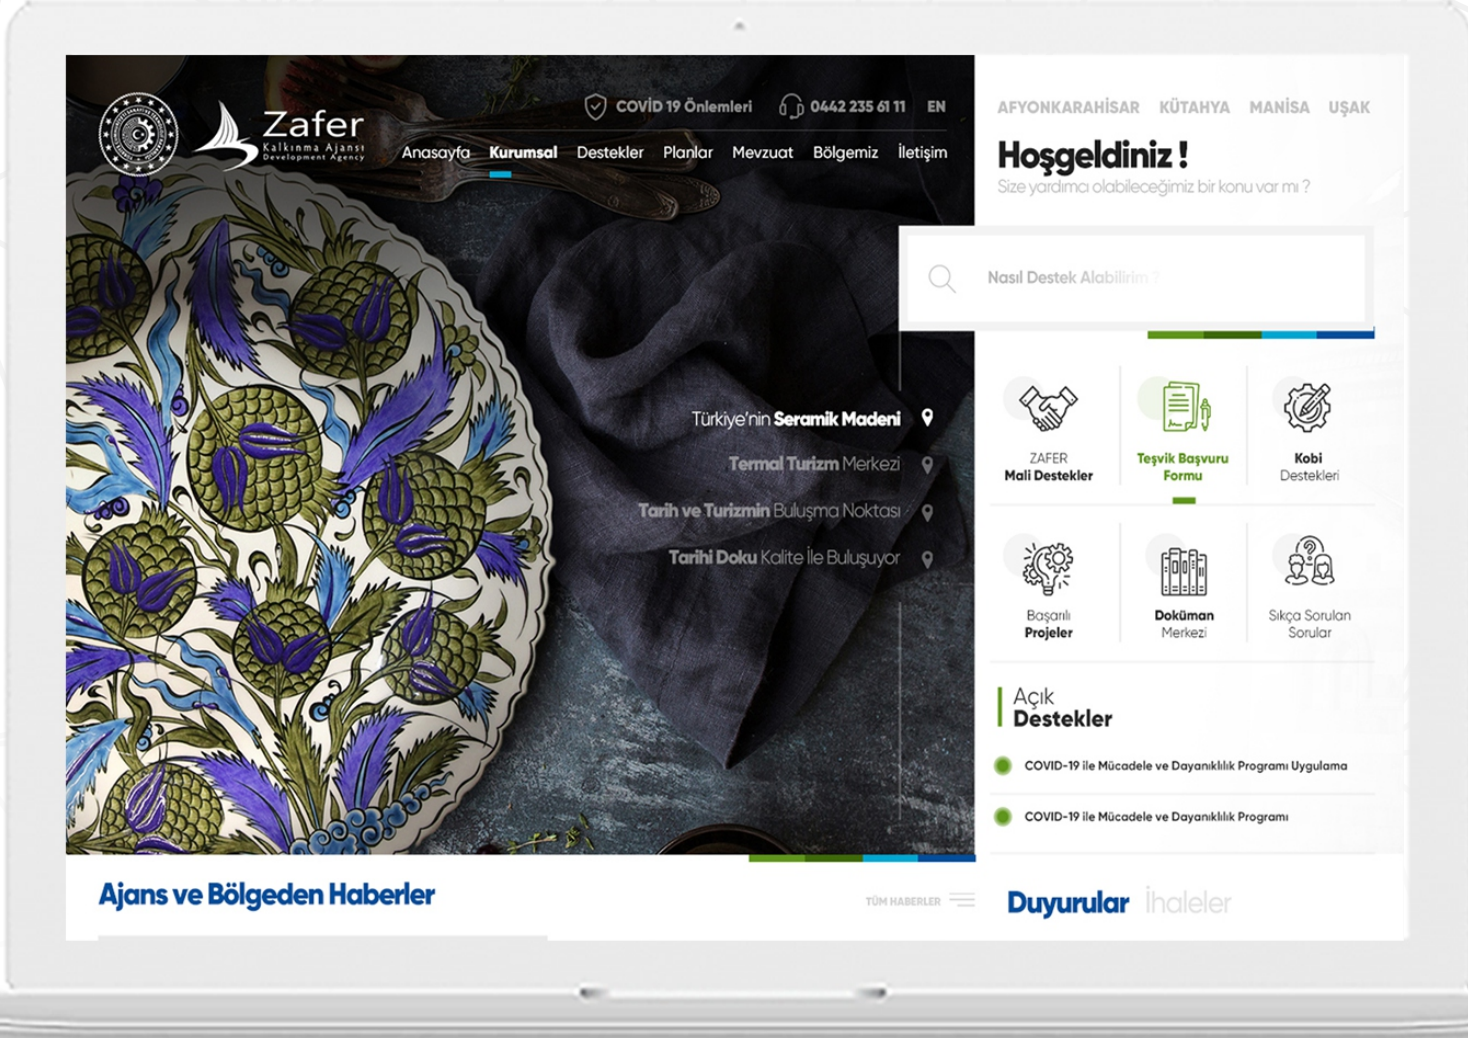 Zafer
Kalkınma Ajansı
Development Agency
COVİD 19 Önlemleri
0442 235 61 11
EN
Anasayfa
Kurumsal
Destekler
Planlar
Mevzuat
Bölgemiz
İletişim
Türkiye'nin Seramik Madeni
Termal Turizm Merkezi
Tarih ve Turizmin Buluşma Noktası
Tarihi Doku Kalite İle Buluşuyor
AFYONKARAHİSAR
KÜTAHYA
MANİSA
UŞAK
Hoşgeldiniz !
Size yardımcı olabileceğimiz bir konu var mı ?
Nasıl Destek Alabilirim ?
ZAFER
Mali Destekler
Teşvik Başvuru
Formu
Kobi
Destekleri
Başarılı
Projeler
Doküman
Merkezi
Sıkça Sorulan
Sorular
Açık
Destekler
COVID-19 ile Mücadele ve Dayanıklılık Programı Uygulama
COVID-19 ile Mücadele ve Dayanıklılık Programı
Ajans ve Bölgeden Haberler
TÜM HABERLER
Duyurular
İhaleler